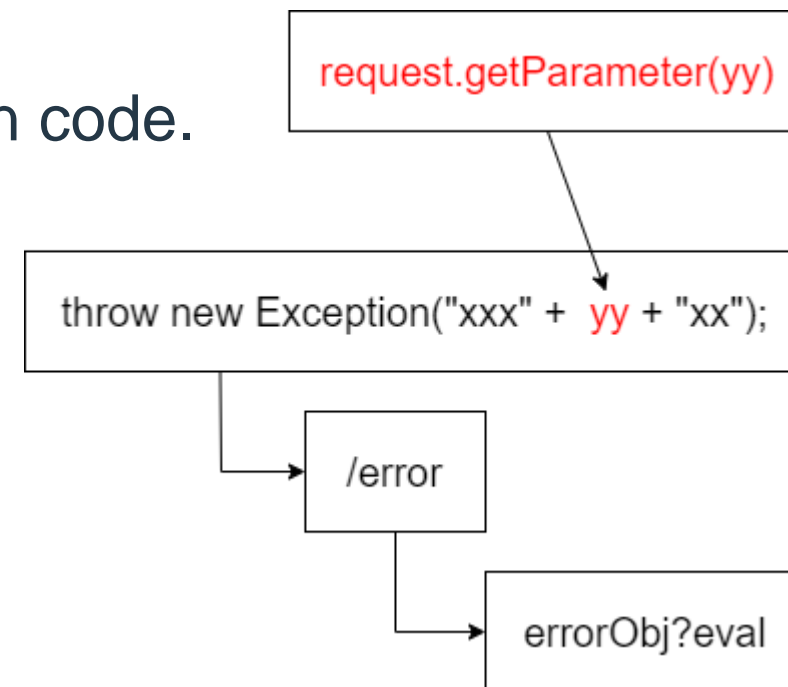 request.getParameter(yy)
n code.
throw new Exception("xxx" + yy + "xx");
/error
errorObj?eval